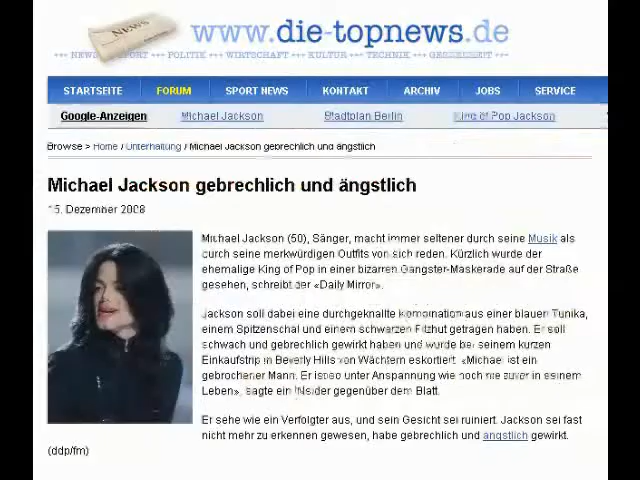 NEWS
www.die-topnews.de
+++ NEWS SPORT +++ POLITIK +++ WIRTSCHAFT +++ KULTUR +++ TECHNIK +++ GESUNDHEIT +++
STARTSEITE FORUM SPORT NEWS KONTAKT ARCHIV JOBS SERVICE
Google-Anzeigen Michael Jackson Stadtplan Berlin King of Pop Jackson
Browse > Home / Unterhaltung / Michael Jackson gebrechlich und ängstlich
Michael Jackson gebrechlich und ängstlich
15. Dezember 2008
Michael Jackson (50), Sänger, macht immer seltener durch seine Musik als
durch seine merkwürdigen Outfits von sich reden. Kürzlich wurde der
ehemalige King of Pop in einer bizarren Gangster-Maskerade auf der Straße
gesehen, schreibt der «Daily Mirror».
Jackson soll dabei eine durchgeknallte Kombination aus einer blauen Tunika,
einem Spitzenschal und einem schwarzen Filzhut getragen haben. Er soll
schwach und gebrechlich gewirkt haben und wurde bei seinem kurzen
Einkaufstrip in Beverly Hills von Wächtern eskortiert. «Michael ist ein
gebrochener Mann. Er ist so unter Anspannung wie noch nie zuvor in seinem
Leben», sagte ein INsider gegenüber dem Blatt.
Er sehe wie ein Verfolgter aus, und sein Gesicht sei ruiniert. Jackson sei fast
nicht mehr zu erkennen gewesen, habe gebrechlich und ängstlich gewirkt.
(ddp/fm)